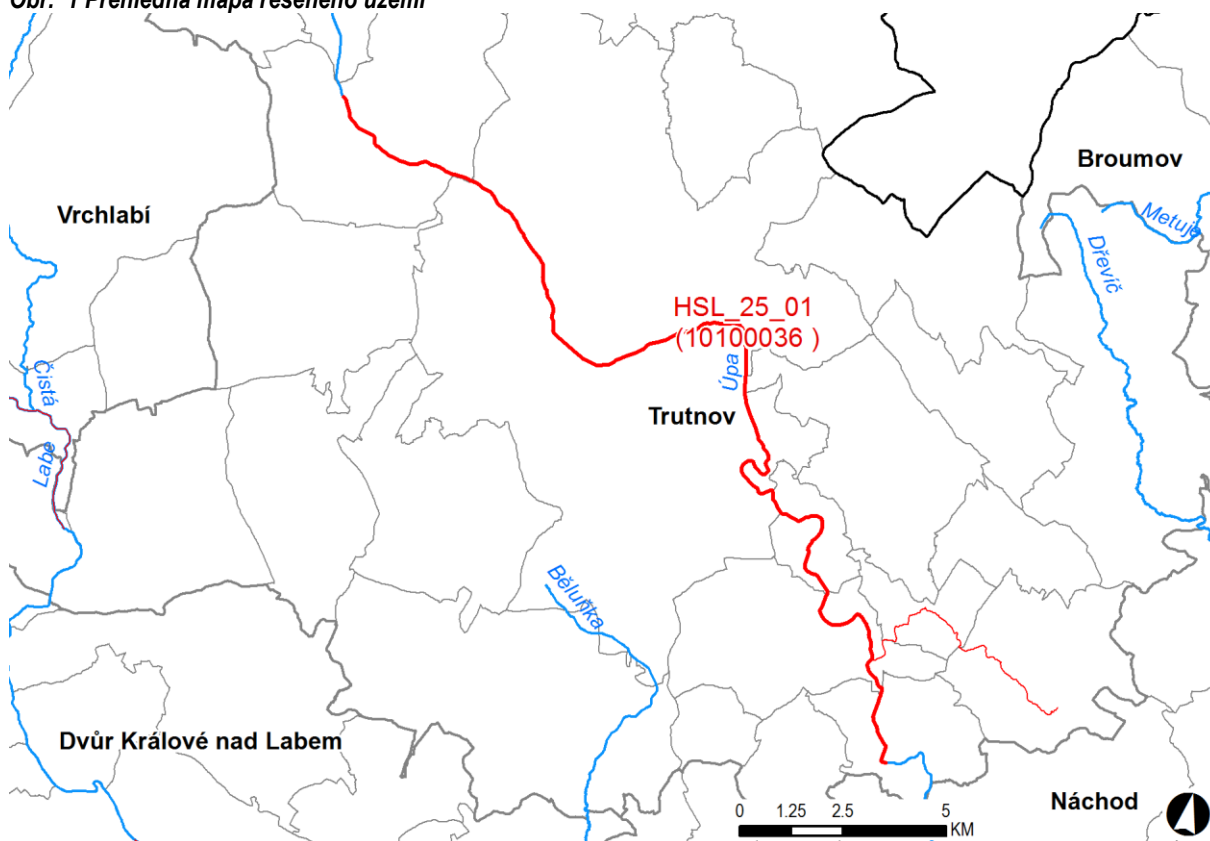 Obr. 1 Přehledná mapa řešeného území
Broumov
Vrchlabí
Metuje
Dřevíč
HSL_25_01
(10100036 )
Úpa
Čistá
Trutnov
Labe
Běluňka
Dvůr Králové nad Labem
Náchod
0 1.25 2.5 5
KM